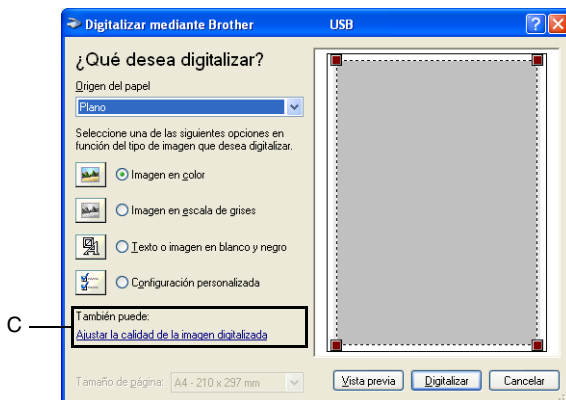 Digitalizar mediante Brother USB
¿Qué desea digitalizar?
Origen del papel
Plano
Seleccione una de las siguientes opciones en
función del tipo de imagen que desea digitalizar.
Imagen en color
Imagen en escala de grises
Texto o imagen en blanco y negro
Configuración personalizada
También puede:
Ajustar la calidad de la imagen digitalizada
C
Tamaño de página: A4 - 210 x 297 mm
Vista previa Digitalizar Cancelar